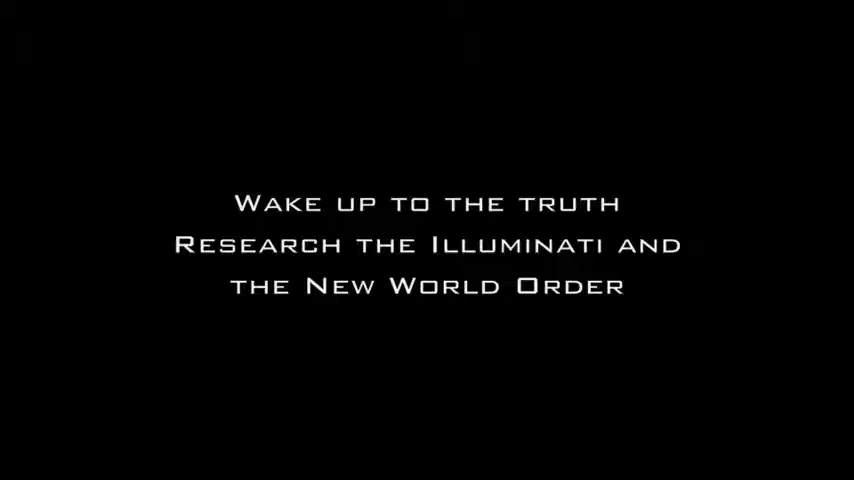 Wake up to the truth
Research the Illuminati and
the New World Order